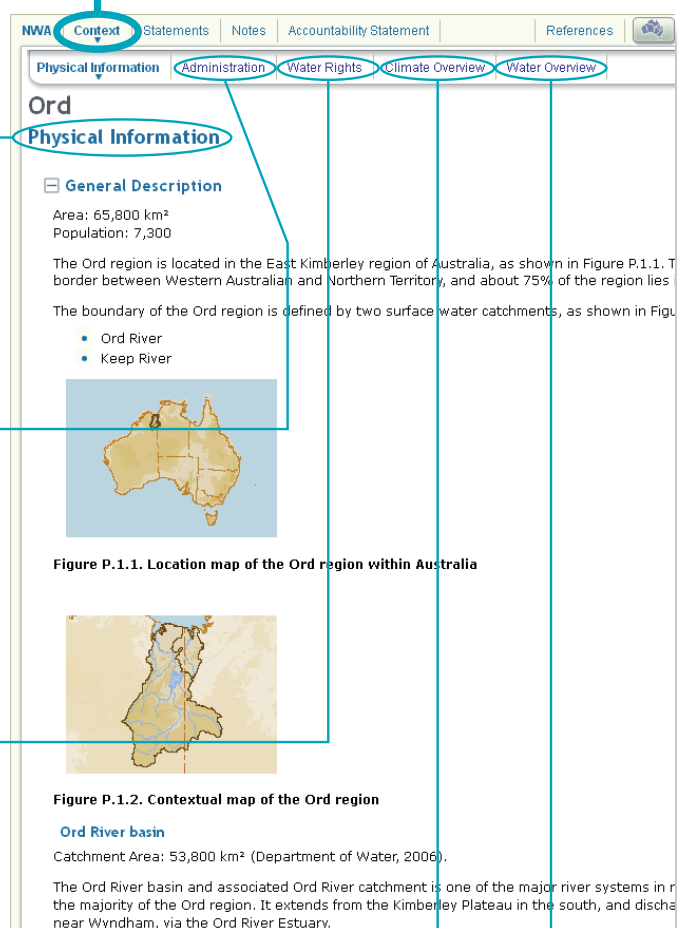 NWA Context Statements Notes Accountability Statement References
Physical Information Administration Water Rights Climate Overview Water Overview
Ord
Physical Information
General Description
Area: 65,800 km²
Population: 7,300
The Ord region is located in the East Kimberley region of Australia, as shown in Figure P.1.1. T
border between Western Australian and Northern Territory, and about 75% of the region lies
The boundary of the Ord region is defined by two surface water catchments, as shown in Figu
• Ord River
• Keep River
Figure P.1.1. Location map of the Ord region within Australia
Figure P.1.2. Contextual map of the Ord region
Ord River basin
Catchment Area: 53,800 km² (Department of Water, 2006).
The Ord River basin and associated Ord River catchment is one of the major river systems in r
the majority of the Ord region. It extends from the Kimberley Plateau in the south, and discha
near Wyndham, via the Ord River Estuary.